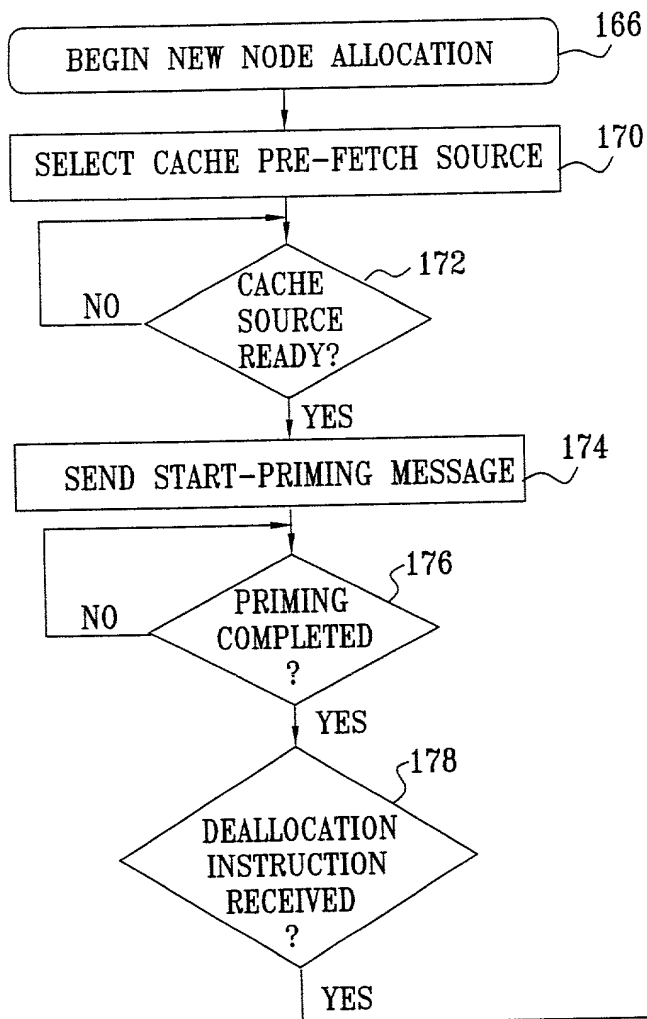 BEGIN NEW NODE ALLOCATION
166
SELECT CACHE PRE-FETCH SOURCE
170
172
CACHE
SOURCE
READY?
NO
YES
SEND START-PRIMING MESSAGE
174
176
PRIMING
COMPLETED
?
NO
YES
178
DEALLOCATION
INSTRUCTION
RECEIVED
?
YES